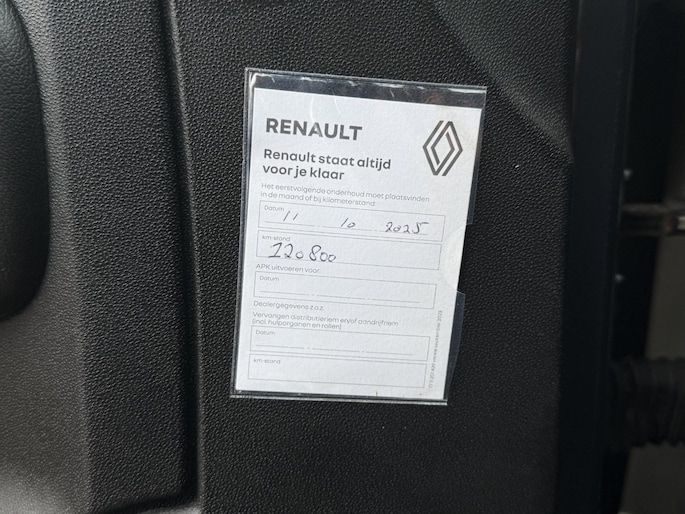 RENAULT
Renault staat altijd
voor je klaar
Het eerstvolgende onderhoud moet plaatsvinden
in de maand of bij kilometerstand:
Datum
11 10 2025
km-stand
120800
APK uitvoeren voor:
Datum
Dealergegevens z.o.z.
Vervangen distributieriem en/of aandrijfriem
(incl. hulporganen en rollen)
Datum
km-stand